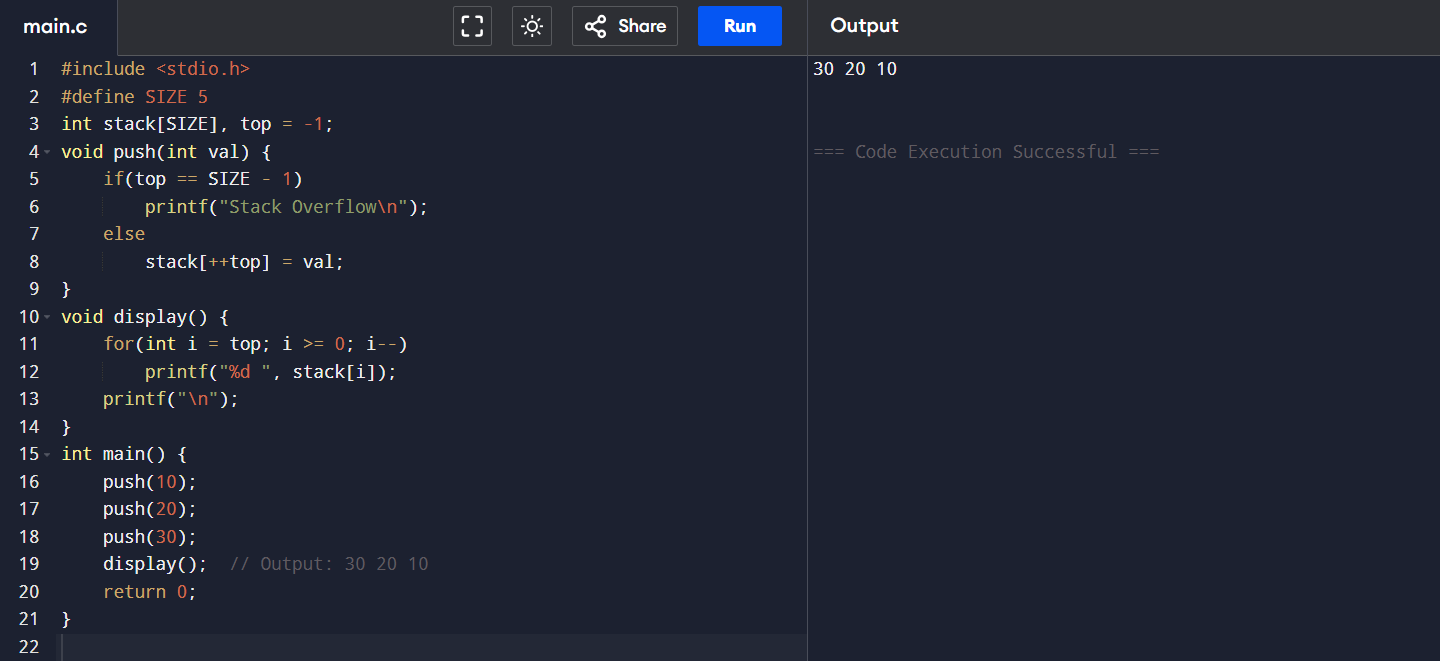 main.c
Share
Run
Output
1 #include <stdio.h>
2 #define SIZE 5
3 int stack[SIZE], top = -1;
4 void push(int val) {
5     if(top == SIZE - 1)
6         printf("Stack Overflow\n");
7     else
8         stack[++top] = val;
9 }
10 void display() {
11     for(int i = top; i >= 0; i--)
12         printf("%d ", stack[i]);
13     printf("\n");
14 }
15 int main() {
16     push(10);
17     push(20);
18     push(30);
19     display();  // Output: 30 20 10
20     return 0;
21 }
22
30 20 10
=== Code Execution Successful ===